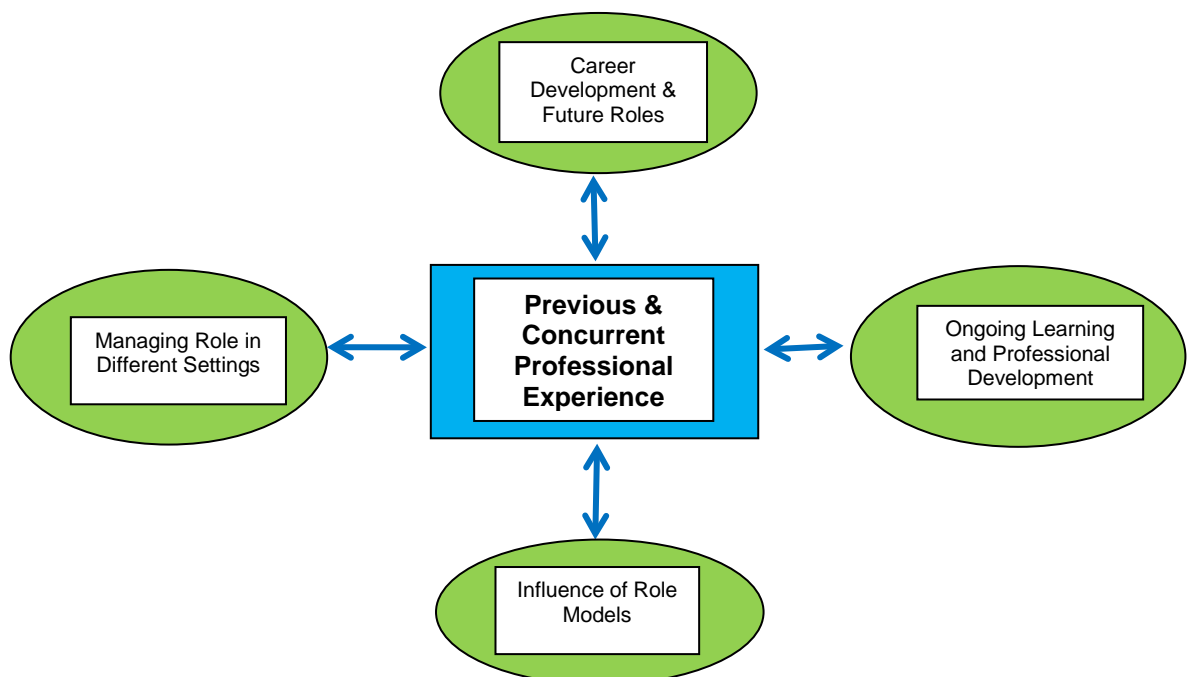 Career
Development &
Future Roles
Previous &
Concurrent
Professional
Experience
Managing Role in
Different Settings
Ongoing Learning
and Professional
Development
Influence of Role
Models